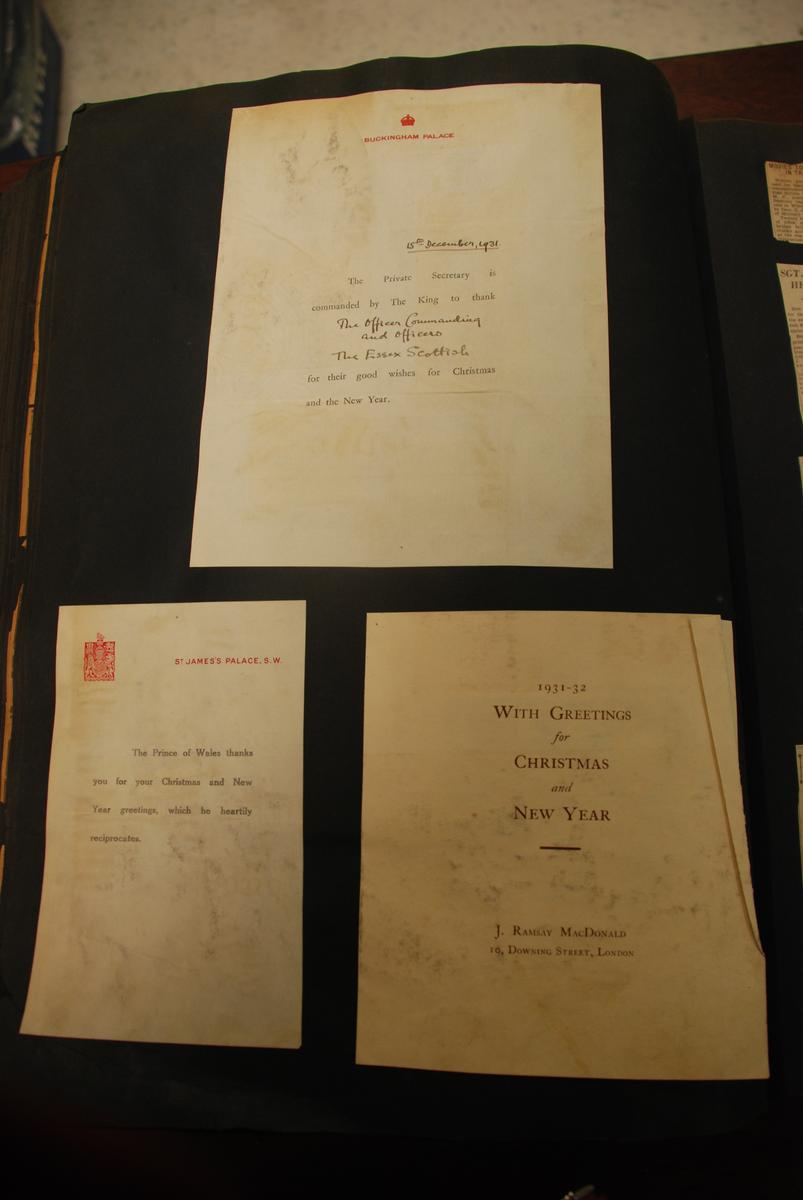 BUCKINGHAM PALACE
15th December, 1931.
The Private Secretary is
commanded by The King to thank
The Officer Commanding
and Officers
The Essex Scottish
for their good wishes for Christmas
and the New Year.
ST JAMES'S PALACE, S.W.
The Prince of Wales thanks
you for your Christmas and New
Year greetings, which he heartily
reciprocates.
1931-32
WITH GREETINGS
for
CHRISTMAS
and
NEW YEAR
J. RAMSAY MACDONALD
10, DOWNING STREET, LONDON
SGT.